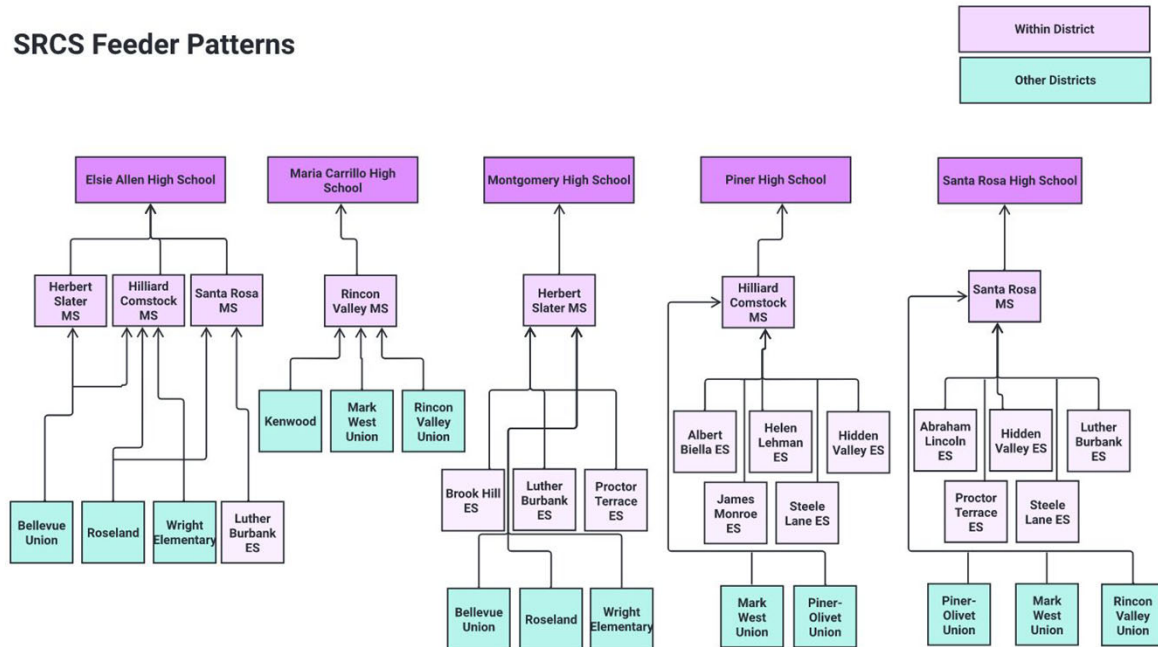 SRCS Feeder Patterns
Within District
Other Districts
Elsie Allen High School
Maria Carrillo High
School
Montgomery High School
Piner High School
Santa Rosa High School
Herbert
Slater
MS
Hilliard
Comstock
MS
Santa Rosa
MS
Rincon
Valley MS
Herbert
Slater MS
Hilliard
Comstock
MS
Santa Rosa
MS
Kenwood
Mark
West
Union
Rincon
Valley
Union
Albert
Biella ES
Helen
Lehman
ES
Hidden
Valley ES
Abraham
Lincoln
ES
Hidden
Valley ES
Luther
Burbank
ES
Brook Hill
ES
Luther
Burbank
ES
Proctor
Terrace
ES
James
Monroe
ES
Steele
Lane ES
Proctor
Terrace
ES
Steele
Lane ES
Bellevue
Union
Roseland
Wright
Elementary
Luther
Burbank
ES
Bellevue
Union
Roseland
Wright
Elementary
Mark
West
Union
Piner-
Olivet
Union
Piner-
Olivet
Union
Mark
West
Union
Rincon
Valley
Union